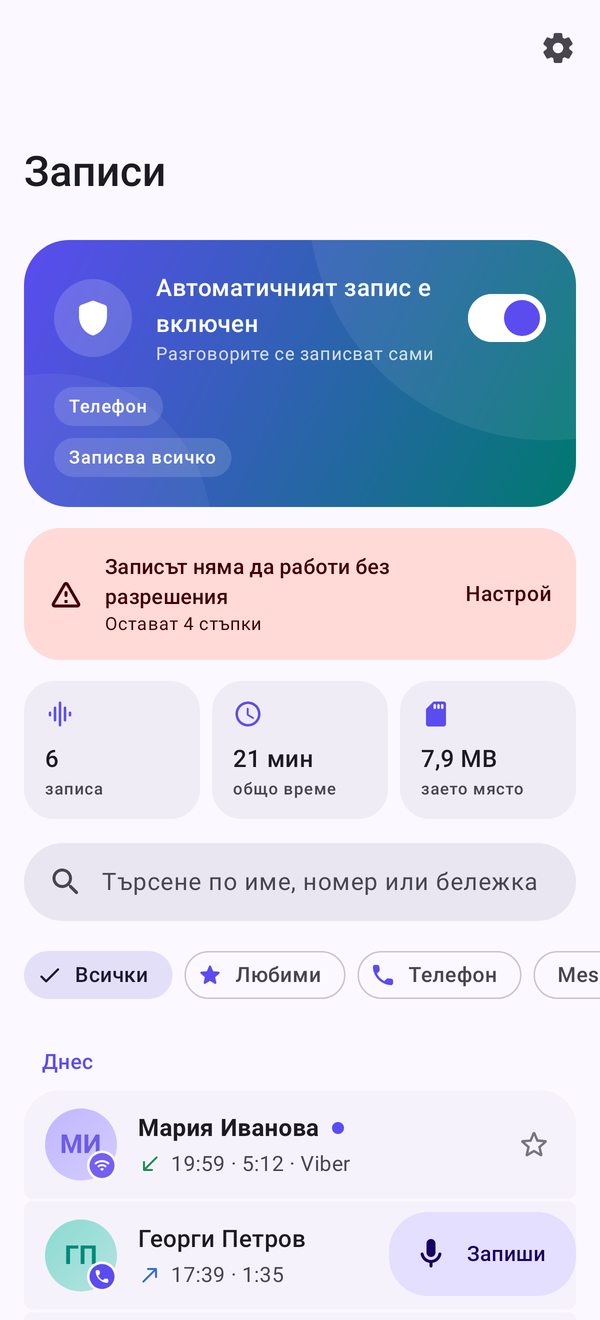 Записи
Автоматичният запис е
включен
Разговорите се записват сами
Телефон
Записва всичко
Записът няма да работи без
разрешения
Остават 4 стъпки
Настрой
6
записа
21 мин
общо време
7,9 MB
заето място
Търсене по име, номер или бележка
Всички
Любими
Телефон
Mes
Днес
МИ
Мария Иванова
19:59 · 5:12 · Viber
ГП
Георги Петров
17:39 · 1:35
Запиши